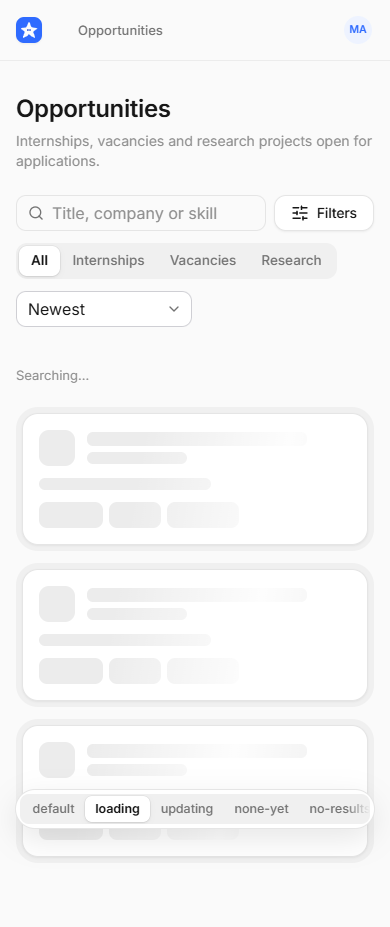 Opportunities
MA
Opportunities
Internships, vacancies and research projects open for
applications.
Title, company or skill
Filters
All Internships Vacancies Research
Newest
Searching...
default loading updating none-yet no-results